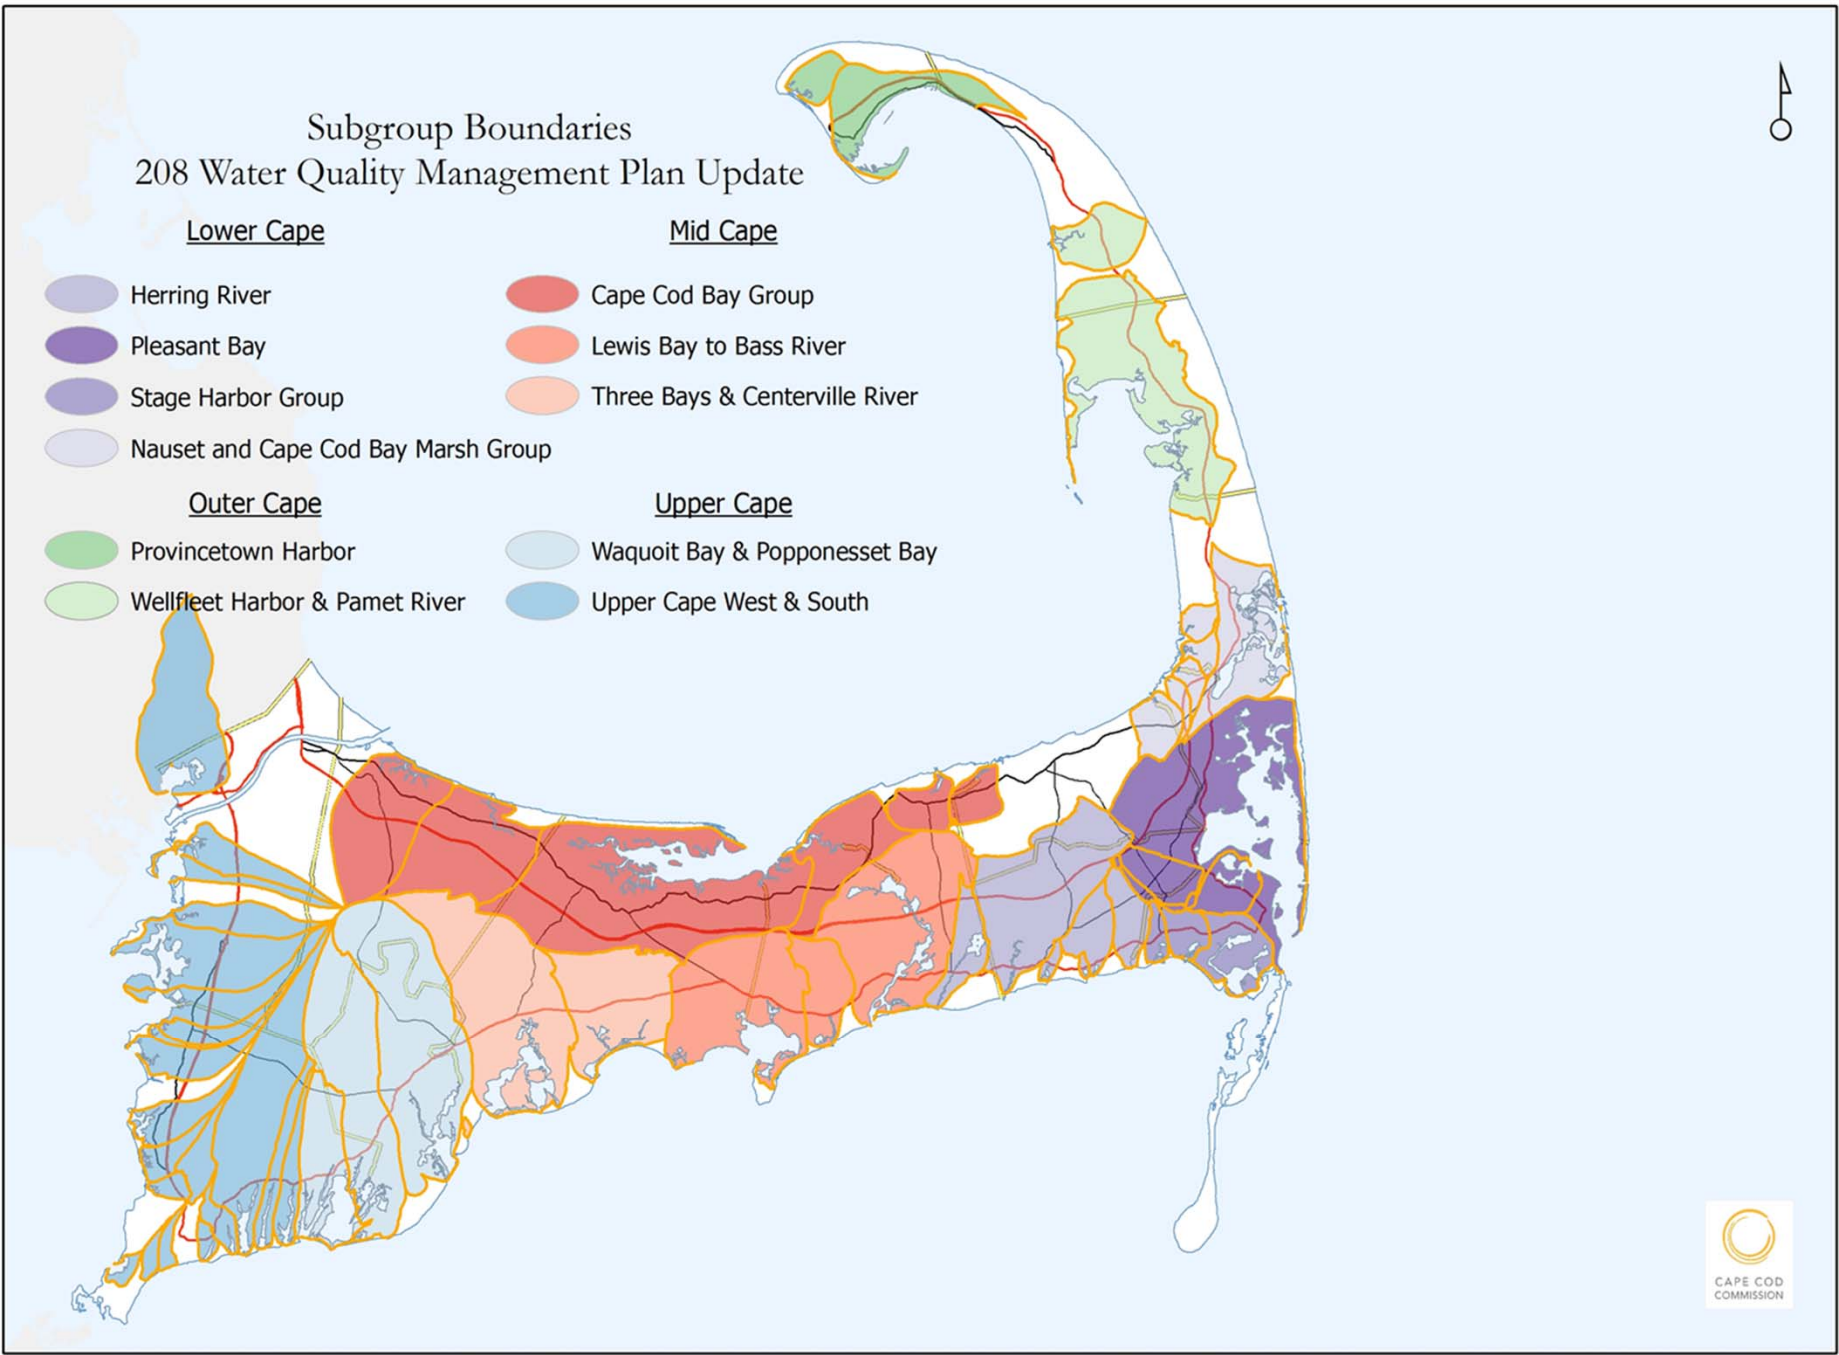 Subgroup Boundaries
208 Water Quality Management Plan Update
Lower Cape
Herring River
Pleasant Bay
Stage Harbor Group
Nauset and Cape Cod Bay Marsh Group
Mid Cape
Cape Cod Bay Group
Lewis Bay to Bass River
Three Bays & Centerville River
Outer Cape
Provincetown Harbor
Wellfleet Harbor & Pamet River
Upper Cape
Waquoit Bay & Popponesset Bay
Upper Cape West & South
CAPE COD
COMMISSION